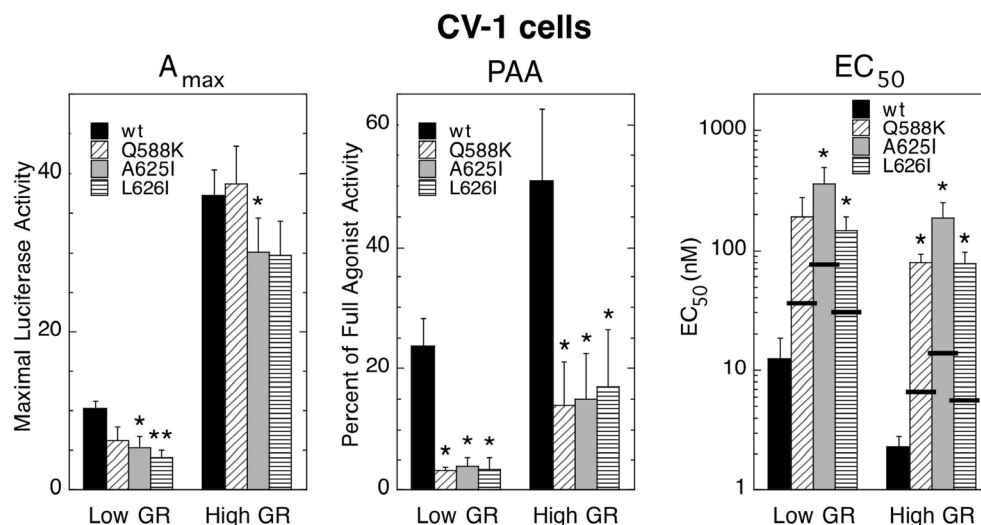 CV-1 cells
A max
Maximal Luciferase Activity
40
20
0
wt
Q588K
A625I
L626I
*
* **
Low GR High GR
PAA
Percent of Full Agonist Activity
60
40
20
0
wt
Q588K
A625I
L626I
* * *
* * *
Low GR High GR
EC 50
EC50 (nM)
1000
100
10
1
wt
Q588K
A625I
L626I
* *
* * *
Low GR High GR